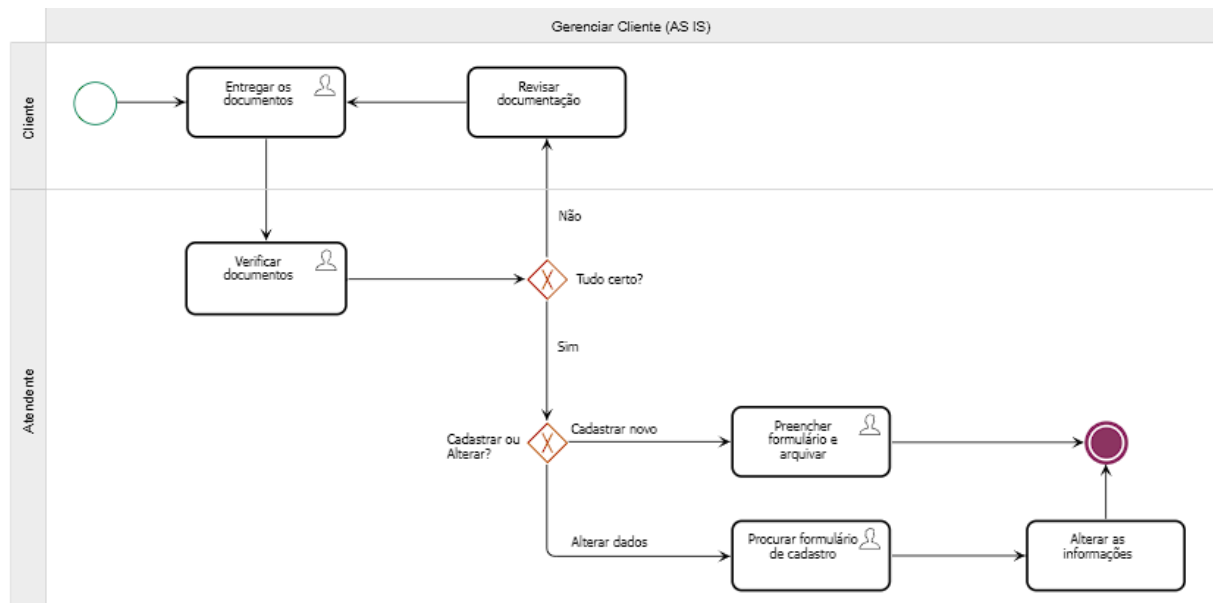 Gerenciar Cliente (AS IS)
Cliente
Entregar os
documentos
Revisar
documentação
Não
Atendente
Verificar
documentos
Tudo certo?
Sim
Cadastrar ou
Alterar?
Cadastrar novo
Preencher
formulário e
arquivar
Alterar dados
Procurar formulário
de cadastro
Alterar as
informações